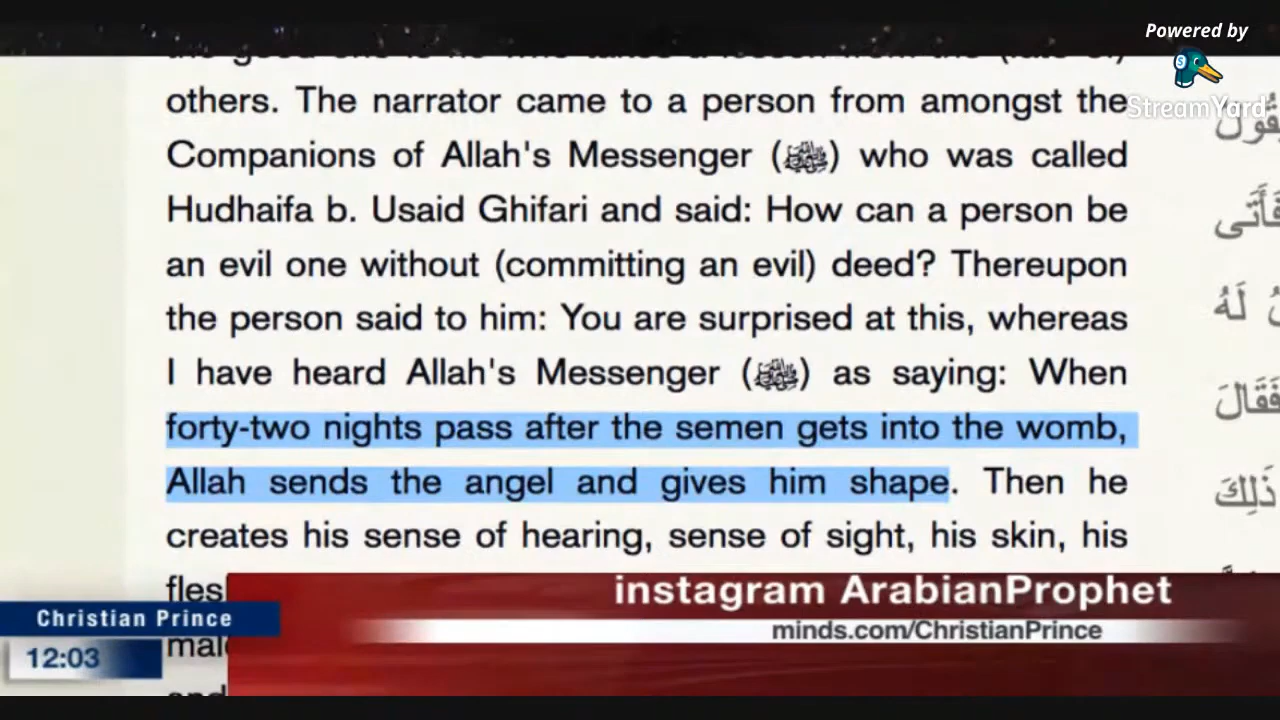 Powered by
StreamYard
others. The narrator came to a person from amongst the
Companions of Allah's Messenger (ﷺ) who was called
Hudhaifa b. Usaid Ghifari and said: How can a person be
an evil one without (committing an evil) deed? Thereupon
the person said to him: You are surprised at this, whereas
I have heard Allah's Messenger (ﷺ) as saying: When
forty-two nights pass after the semen gets into the womb,
Allah sends the angel and gives him shape. Then he
creates his sense of hearing, sense of sight, his skin, his
لَهُ
فَقَالَ
ذَلِكَ
instagram ArabianProphet
minds.com/ChristianPrince
Christian Prince
12:03